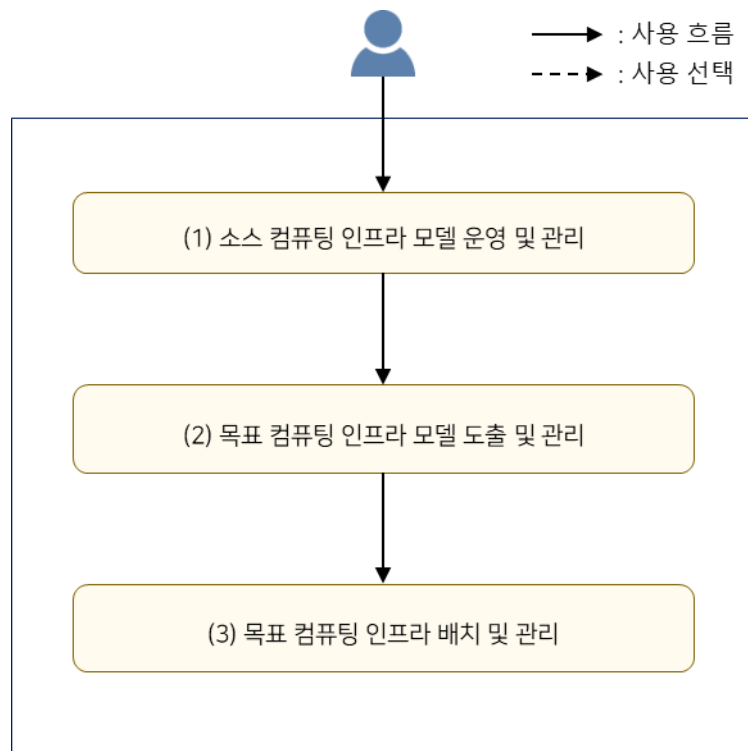 : 사용 흐름
: 사용 선택
(1) 소스 컴퓨팅 인프라 모델 운영 및 관리
(2) 목표 컴퓨팅 인프라 모델 도출 및 관리
(3) 목표 컴퓨팅 인프라 배치 및 관리